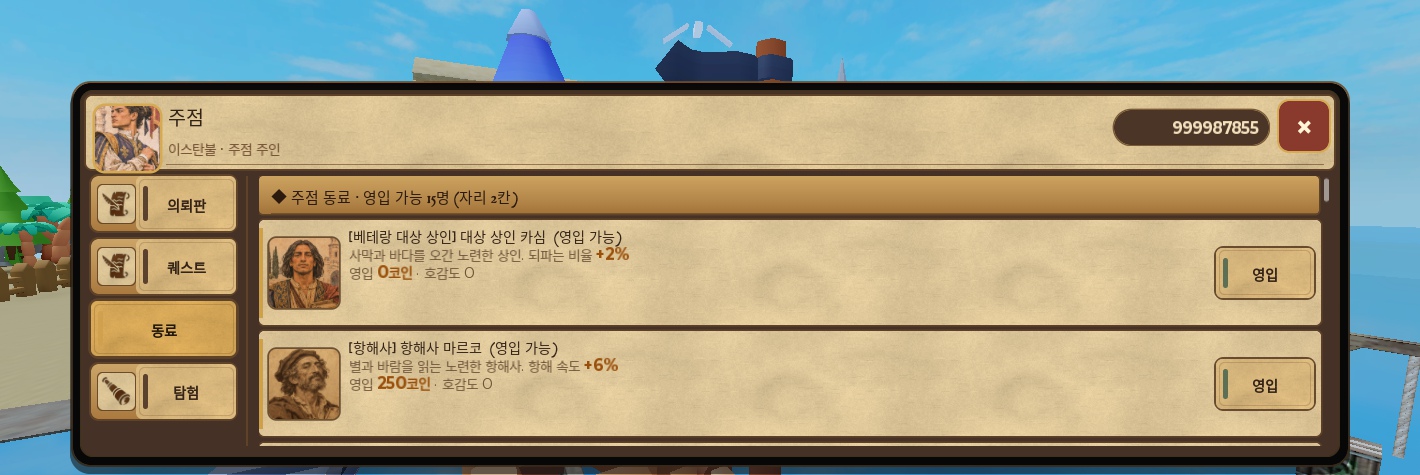 주점
이스탄불 · 주점 주인
999987855
×
의뢰판
퀘스트
동료
탐험
◆ 주점 동료 · 영입 가능 15명 (자리 2칸)
[베테랑 대상 상인] 대상 상인 카심 (영입 가능)
사막과 바다를 오간 노련한 상인. 되파는 비율 +2%
영입 0코인 · 호감도 0
영입
[항해사] 항해사 마르코 (영입 가능)
별과 바람을 읽는 노련한 항해사. 항해 속도 +6%
영입 250코인 · 호감도 0
영입